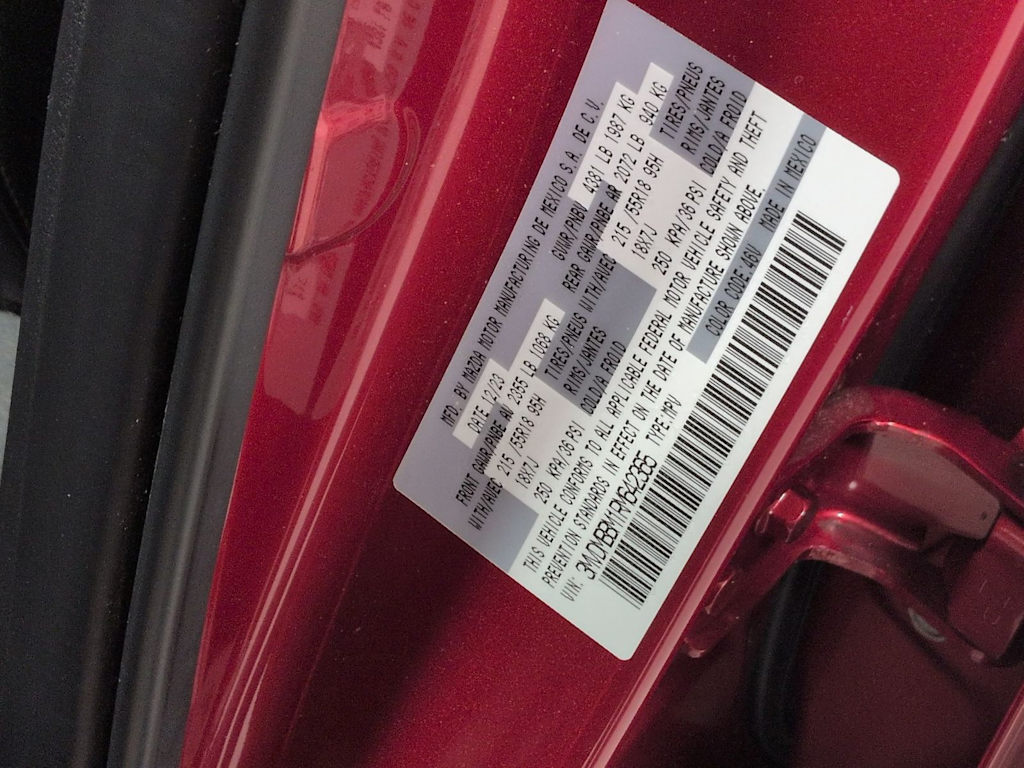 MFD. BY MAZDA MOTOR MANUFACTURING DE MEXICO S.A. DE C.V.
DATE 12/23 GVWR/PNBV 4381 LB 1987 KG
FRONT GAWR/PNBE AV 2355 LB 1068 KG REAR GAWR/PNBE AR 2072 LB 940 KG
WITH/AVEC 215 /55R18 95H TIRES/PNEUS WITH/AVEC 215 /55R18 95H TIRES/PNEUS
18X7J RIMS/JANTES 18X7J RIMS/JANTES
250 KPA/36 PSI COLD/A FROID 250 KPA/36 PSI COLD/A FROID
THIS VEHICLE CONFORMS TO ALL APPLICABLE FEDERAL MOTOR VEHICLE SAFETY AND THEFT
PREVENTION STANDARDS IN EFFECT ON THE DATE OF MANUFACTURE SHOWN ABOVE.
VIN: 3MVDMBBM1RM642365 TYPE:MPV COLOR CODE:46V MADE IN MEXICO